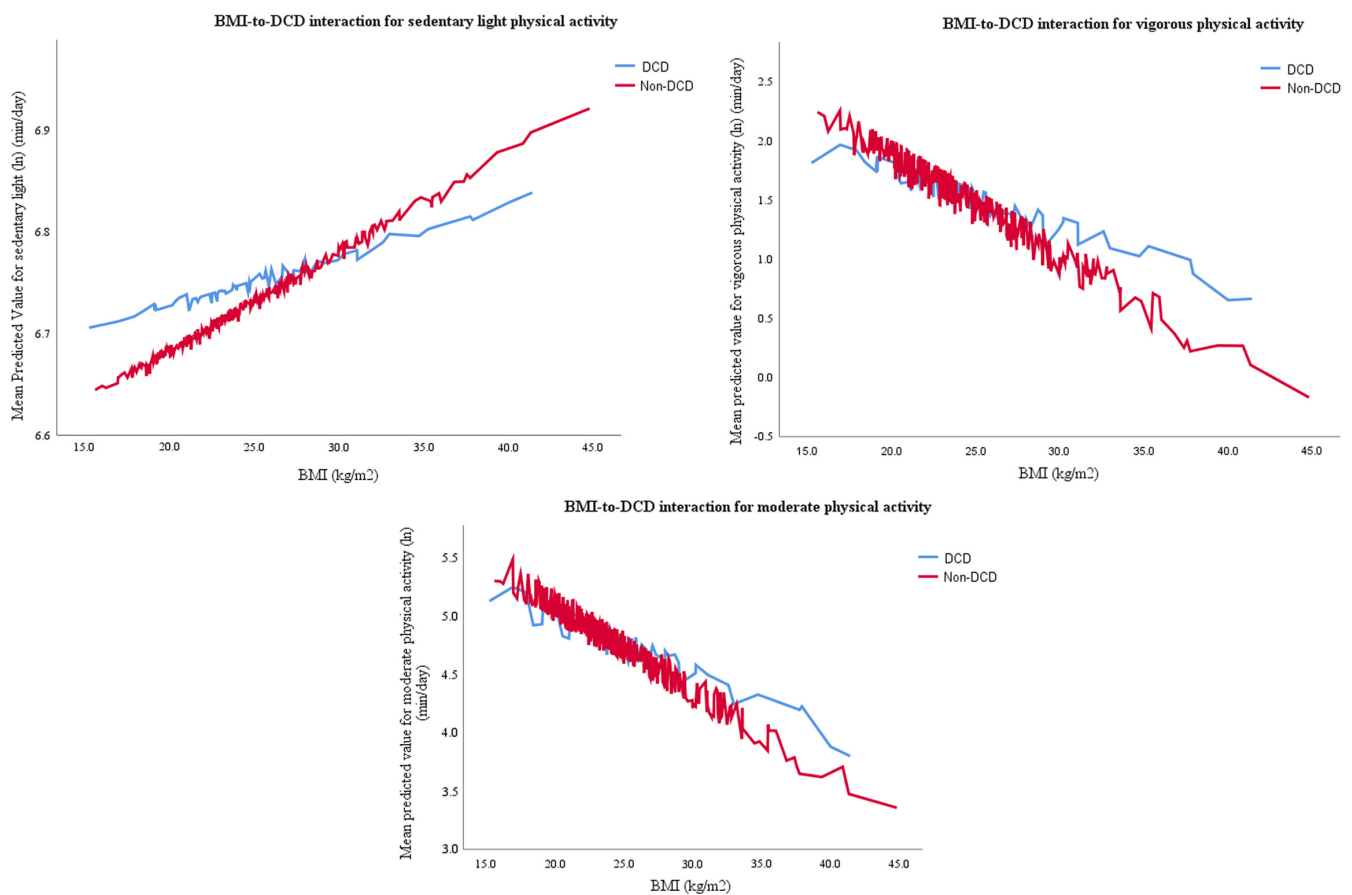 BMI-to-DCD interaction for sedentary light physical activity
DCD
Non-DCD
Mean Predicted Value for sedentary light (ln) (min/day)
6.9
6.8
6.7
6.6
15.0 20.0 25.0 30.0 35.0 40.0 45.0
BMI (kg/m2)
BMI-to-DCD interaction for vigorous physical activity
DCD
Non-DCD
Mean predicted value for vigorous physical activity (ln) (min/day)
2.5
2.0
1.5
1.0
0.5
0.0
-0.5
15.0 20.0 25.0 30.0 35.0 40.0 45.0
BMI (kg/m2)
BMI-to-DCD interaction for moderate physical activity
DCD
Non-DCD
Mean predicted value for moderate physical activity (ln)
(min/day)
5.5
5.0
4.5
4.0
3.5
3.0
15.0 20.0 25.0 30.0 35.0 40.0 45.0
BMI (kg/m2)